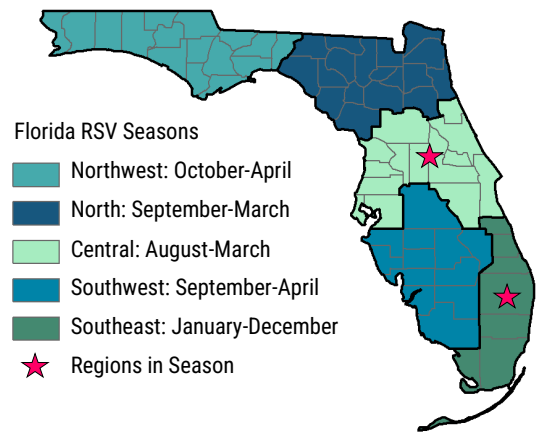 Florida RSV Seasons
Northwest: October-April
North: September-March
Central: August-March
Southwest: September-April
Southeast: January-December
Regions in Season